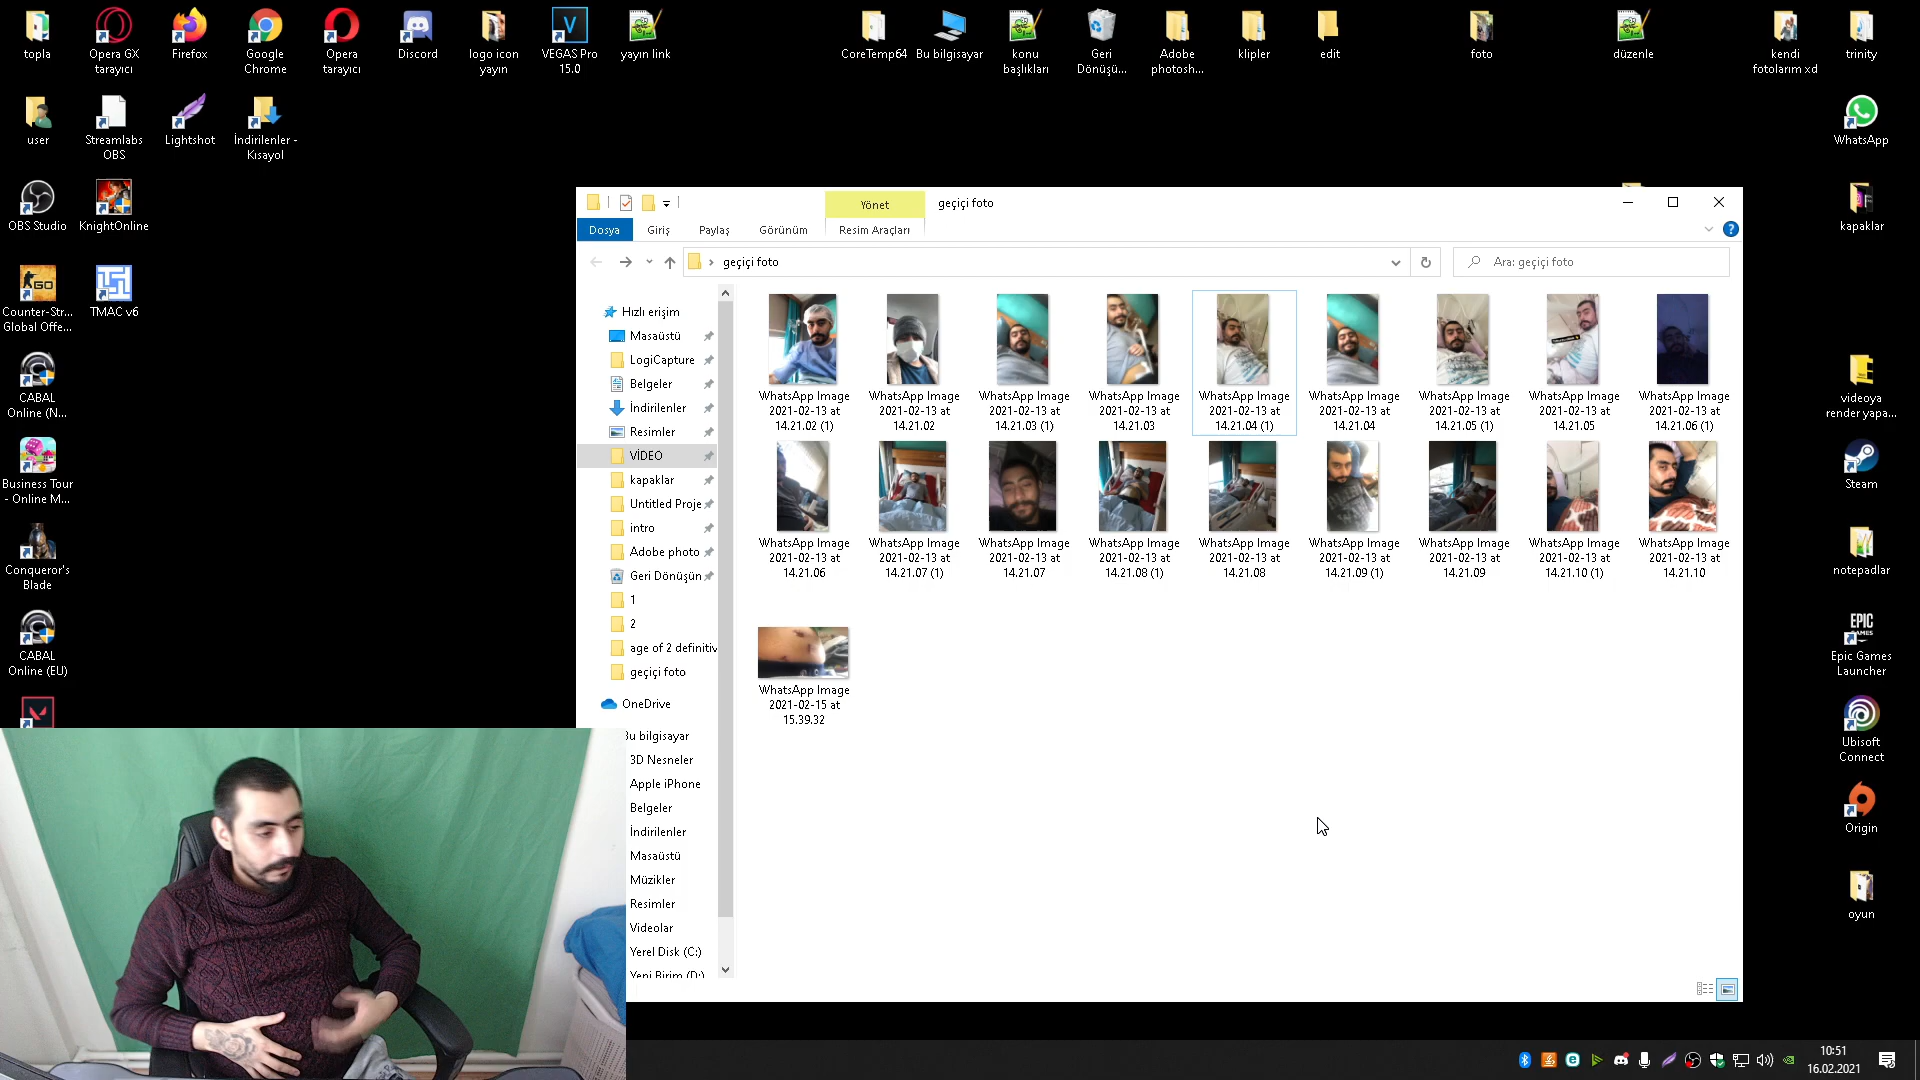 topla
Opera GX
tarayıcı
Firefox
Google
Chrome
Opera
tarayıcı
Discord
logo icon
yayın
VEGAS Pro
15.0
yayın link
CoreTemp64
Bu bilgisayar
konu
başlıkları
Geri
Dönüşü...
Adobe
photosh...
klipler
edit
foto
düzenle
kendi
fotolarım xd
trinity
user
Streamlabs
OBS
Lightshot
İndirilenler -
Kısayol
WhatsApp
OBS Studio
KnightOnline
kapaklar
Counter-Str...
Global Offe...
TMAC v6
CABAL
Online (N...
videoya
render yapa...
Business Tour
- Online M...
Steam
Conqueror's
Blade
notepadlar
CABAL
Online (EU)
EPIC
GAMES
Epic Games
Launcher
Ubisoft
Connect
Origin
oyun
Yönet
geçiçi foto
Dosya
Giriş
Paylaş
Görünüm
Resim Araçları
geçiçi foto
Ara: geçiçi foto
Hızlı erişim
Masaüstü
LogiCapture
Belgeler
İndirilenler
Resimler
VİDEO
kapaklar
Untitled Proje
intro
Adobe photo
Geri Dönüşün
1
2
age of 2 definitiv
geçiçi foto
OneDrive
Bu bilgisayar
3D Nesneler
Apple iPhone
Belgeler
İndirilenler
Masaüstü
Müzikler
Resimler
Videolar
Yerel Disk (C:)
Yeni Birim (D:)
WhatsApp Image
2021-02-13 at
14.21.02 (1)
WhatsApp Image
2021-02-13 at
14.21.02
WhatsApp Image
2021-02-13 at
14.21.03 (1)
WhatsApp Image
2021-02-13 at
14.21.03
WhatsApp Image
2021-02-13 at
14.21.04 (1)
WhatsApp Image
2021-02-13 at
14.21.04
WhatsApp Image
2021-02-13 at
14.21.05 (1)
WhatsApp Image
2021-02-13 at
14.21.05
WhatsApp Image
2021-02-13 at
14.21.06 (1)
WhatsApp Image
2021-02-13 at
14.21.06
WhatsApp Image
2021-02-13 at
14.21.07 (1)
WhatsApp Image
2021-02-13 at
14.21.07
WhatsApp Image
2021-02-13 at
14.21.08 (1)
WhatsApp Image
2021-02-13 at
14.21.08
WhatsApp Image
2021-02-13 at
14.21.09 (1)
WhatsApp Image
2021-02-13 at
14.21.09
WhatsApp Image
2021-02-13 at
14.21.10 (1)
WhatsApp Image
2021-02-13 at
14.21.10
WhatsApp Image
2021-02-15 at
15.39.32
10:51
16.02.2021